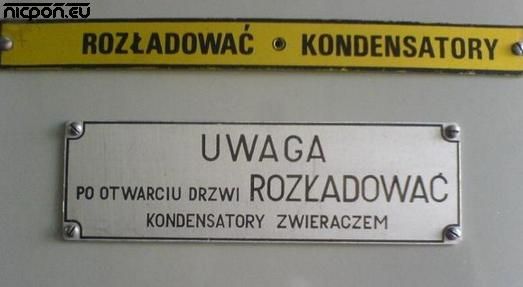 nicpon.eu
ROZŁADOWAĆ KONDENSATORY
UWAGA
PO OTWARCIU DRZWI ROZŁADOWAĆ
KONDENSATORY ZWIERACZEM